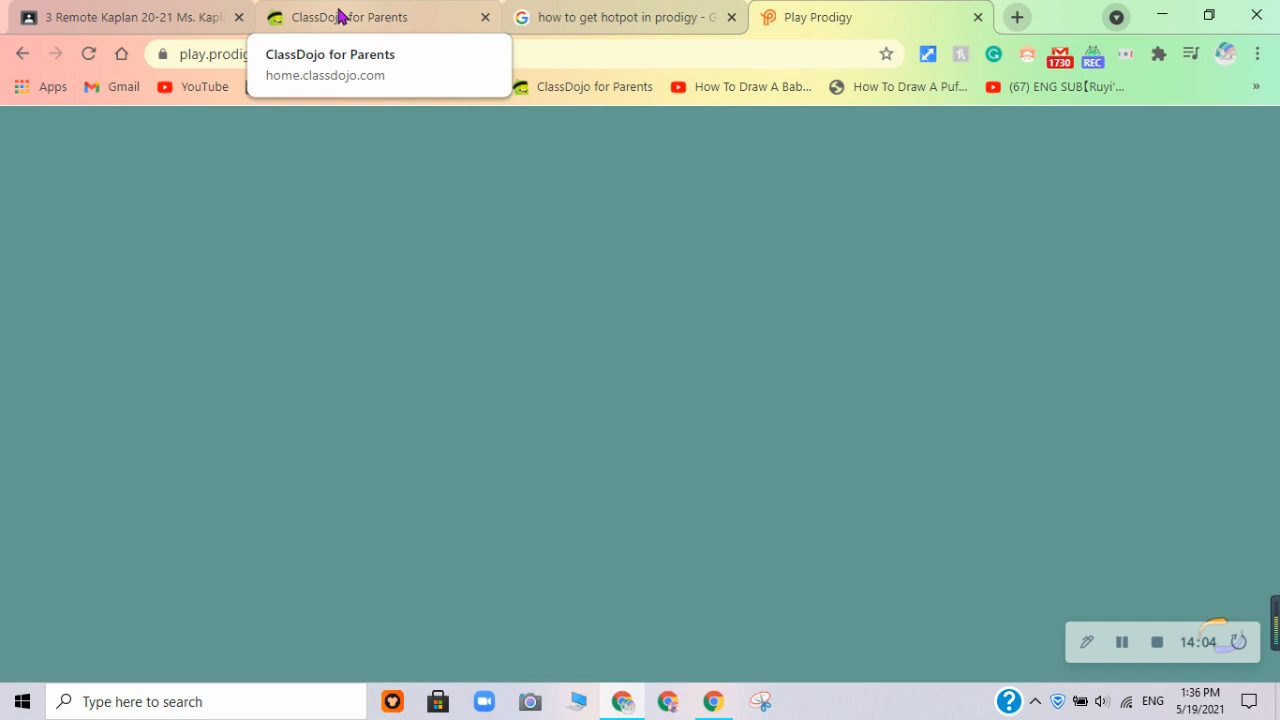 3 Remote Kaplan 20-21 Ms. Kapl
ClassDojo for Parents
how to get hotpot in prodigy - G
Play Prodigy
play.prodig
ClassDojo for Parents
home.classdojo.com
1730
REC
Apps
Gmail
YouTube
ClassDojo for Parents
How To Draw A Bab...
How To Draw A Puf...
(67) ENG SUB【Ruyi'...
»
14:04
Type here to search
ENG
1:36 PM
5/19/2021